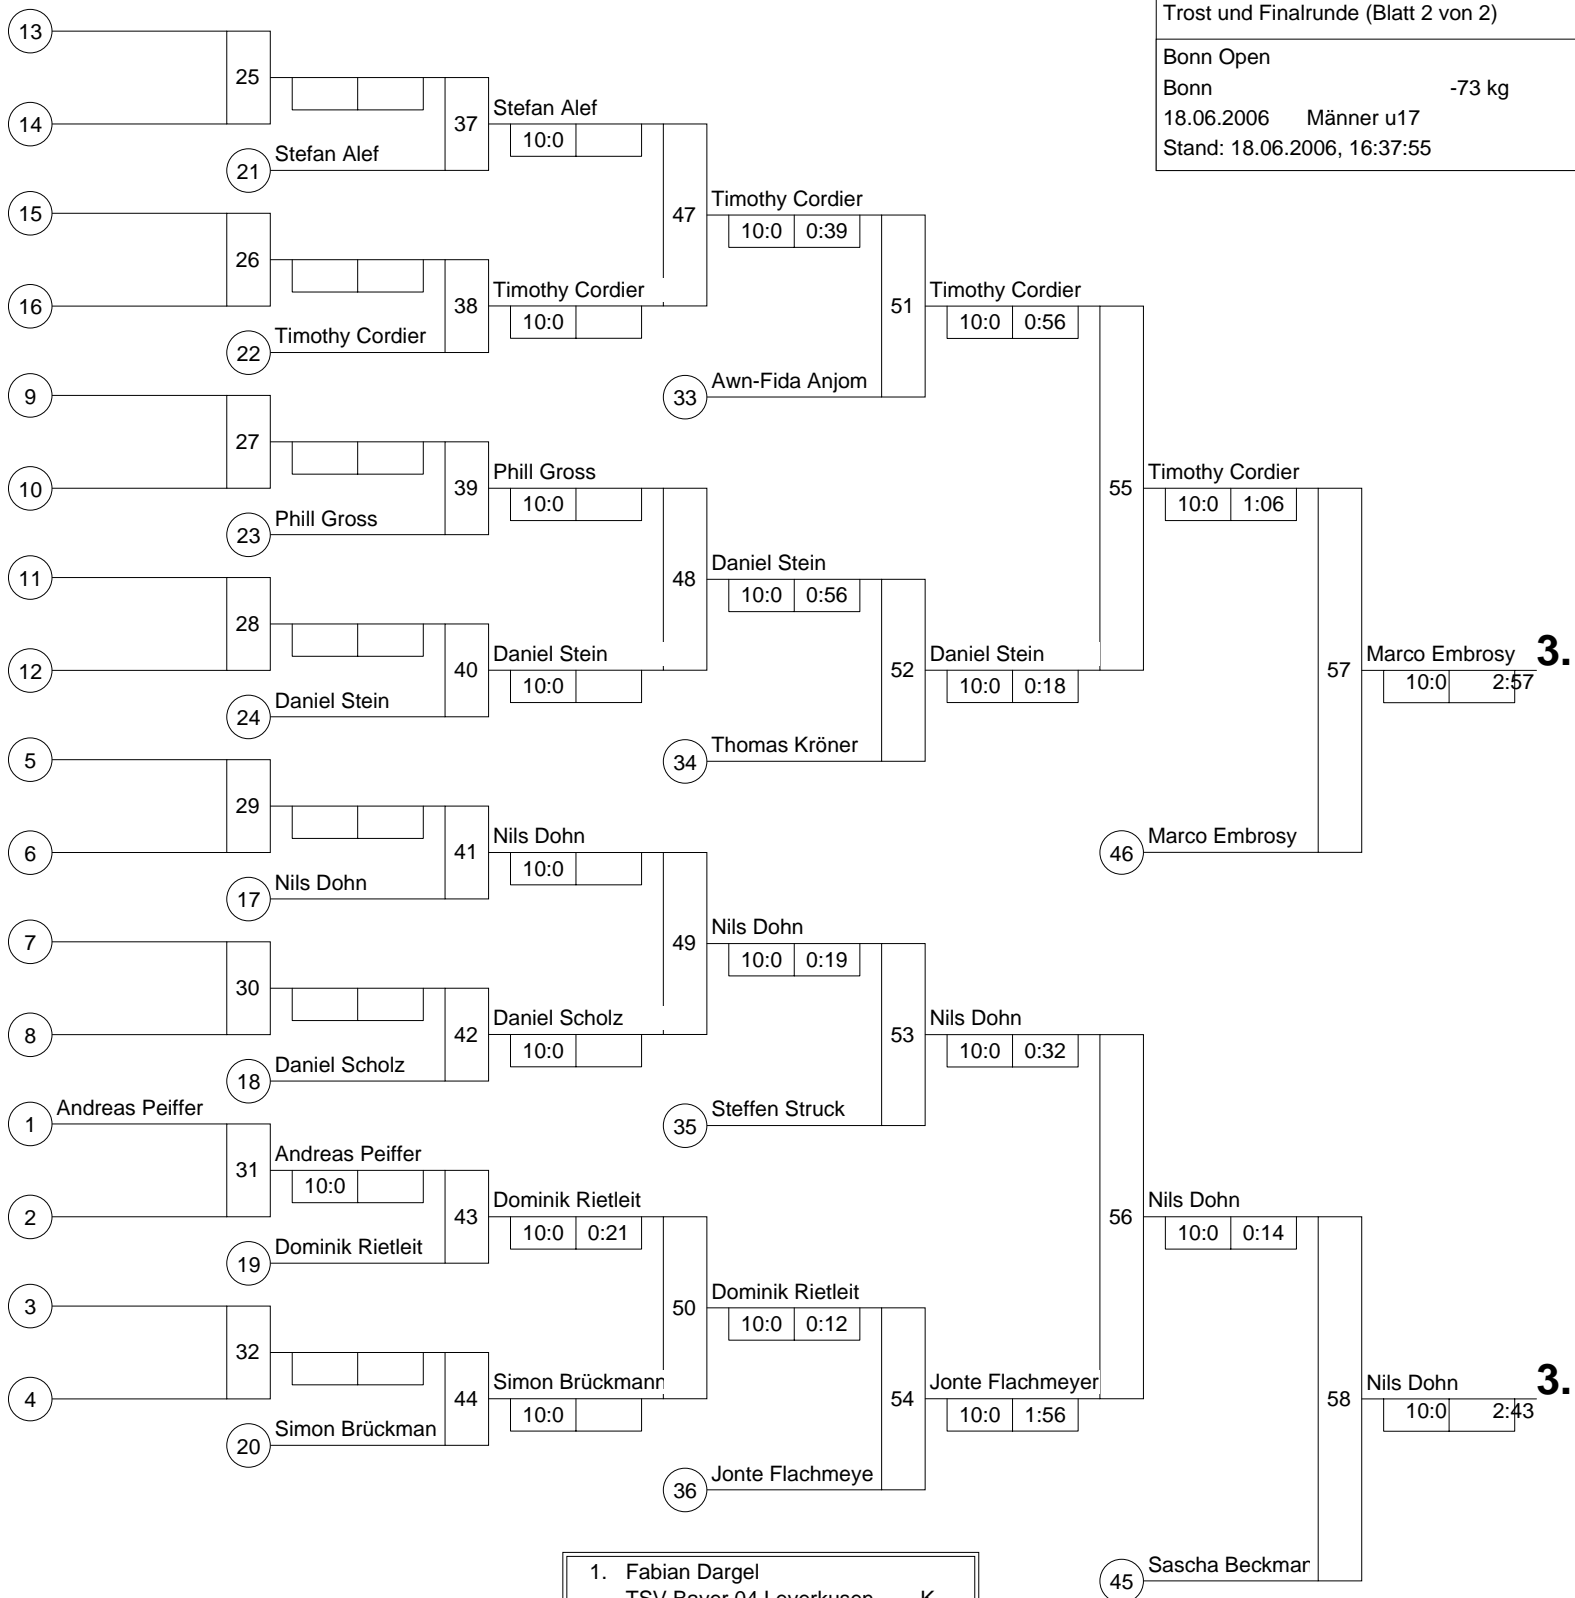 Trost und Finalrunde (Blatt 2 von 2)
Bonn Open
Bonn -73 kg
18.06.2006 Männer u17
Stand: 18.06.2006, 16:37:55
13
25
14
37
Stefan Alef
10:0
21
Stefan Alef
15
47
Timothy Cordier
10:0 0:39
26
16
38
Timothy Cordier
10:0
22
Timothy Cordier
51
Timothy Cordier
10:0 0:56
33
Awn-Fida Anjom
9
27
10
39
Phill Gross
10:0
23
Phill Gross
55
Timothy Cordier
10:0 1:06
11
48
Daniel Stein
10:0 0:56
28
12
40
Daniel Stein
10:0
24
Daniel Stein
52
Daniel Stein
10:0 0:18
34
Thomas Kröner
57
Marco Embrosy
3.
10:0 2:57
5
29
6
41
Nils Dohn
10:0
17
Nils Dohn
46
Marco Embrosy
7
49
Nils Dohn
10:0 0:19
30
8
42
Daniel Scholz
10:0
18
Daniel Scholz
53
Nils Dohn
10:0 0:32
35
Steffen Struck
1
Andreas Peiffer
31
Andreas Peiffer
10:0
2
43
Dominik Rietleit
10:0 0:21
19
Dominik Rietleit
56
Nils Dohn
10:0 0:14
3
50
Dominik Rietleit
10:0 0:12
32
4
44
Simon Brückmann
10:0
20
Simon Brückman
54
Jonte Flachmeyer
10:0 1:56
36
Jonte Flachmeye
58
Nils Dohn
3.
10:0 2:43
45
Sascha Beckmar
1. Fabian Dargel
TSV Bayer 04 Leverkusen K